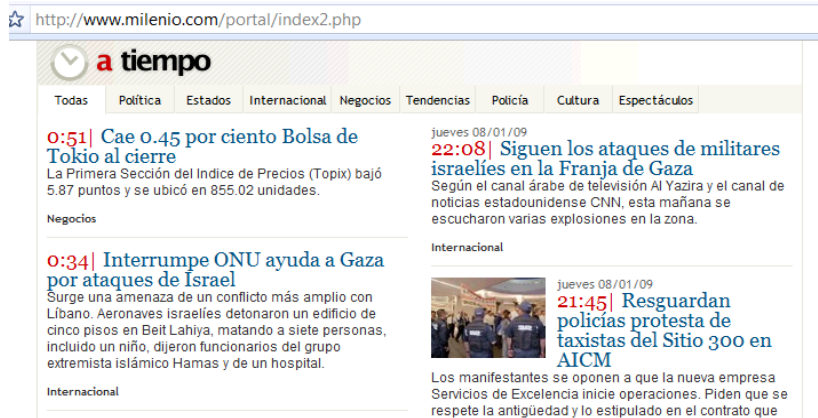 http://www.milenio.com/portal/index2.php
a tiempo
Todas Política Estados Internacional Negocios Tendencias Policía Cultura Espectáculos
0:51| Cae 0.45 por ciento Bolsa de
Tokio al cierre
La Primera Sección del Indice de Precios (Topix) bajó
5.87 puntos y se ubicó en 855.02 unidades.
Negocios
0:34| Interrumpe ONU ayuda a Gaza
por ataques de Israel
Surge una amenaza de un conflicto más amplio con
Líbano. Aeronaves israelíes detonaron un edificio de
cinco pisos en Beit Lahiya, matando a siete personas,
incluido un niño, dijeron funcionarios del grupo
extremista islámico Hamas y de un hospital.
Internacional
jueves 08/01/09
22:08| Siguen los ataques de militares
israelíes en la Franja de Gaza
Según el canal árabe de televisión Al Yazira y el canal de
noticias estadounidense CNN, esta mañana se
escucharon varias explosiones en la zona.
Internacional
jueves 08/01/09
21:45| Resguardan
policías protesta de
taxistas del Sitio 300 en
AICM
Los manifestantes se oponen a que la nueva empresa
Servicios de Excelencia inicie operaciones. Piden que se
respete la antigüedad y lo estipulado en el contrato que